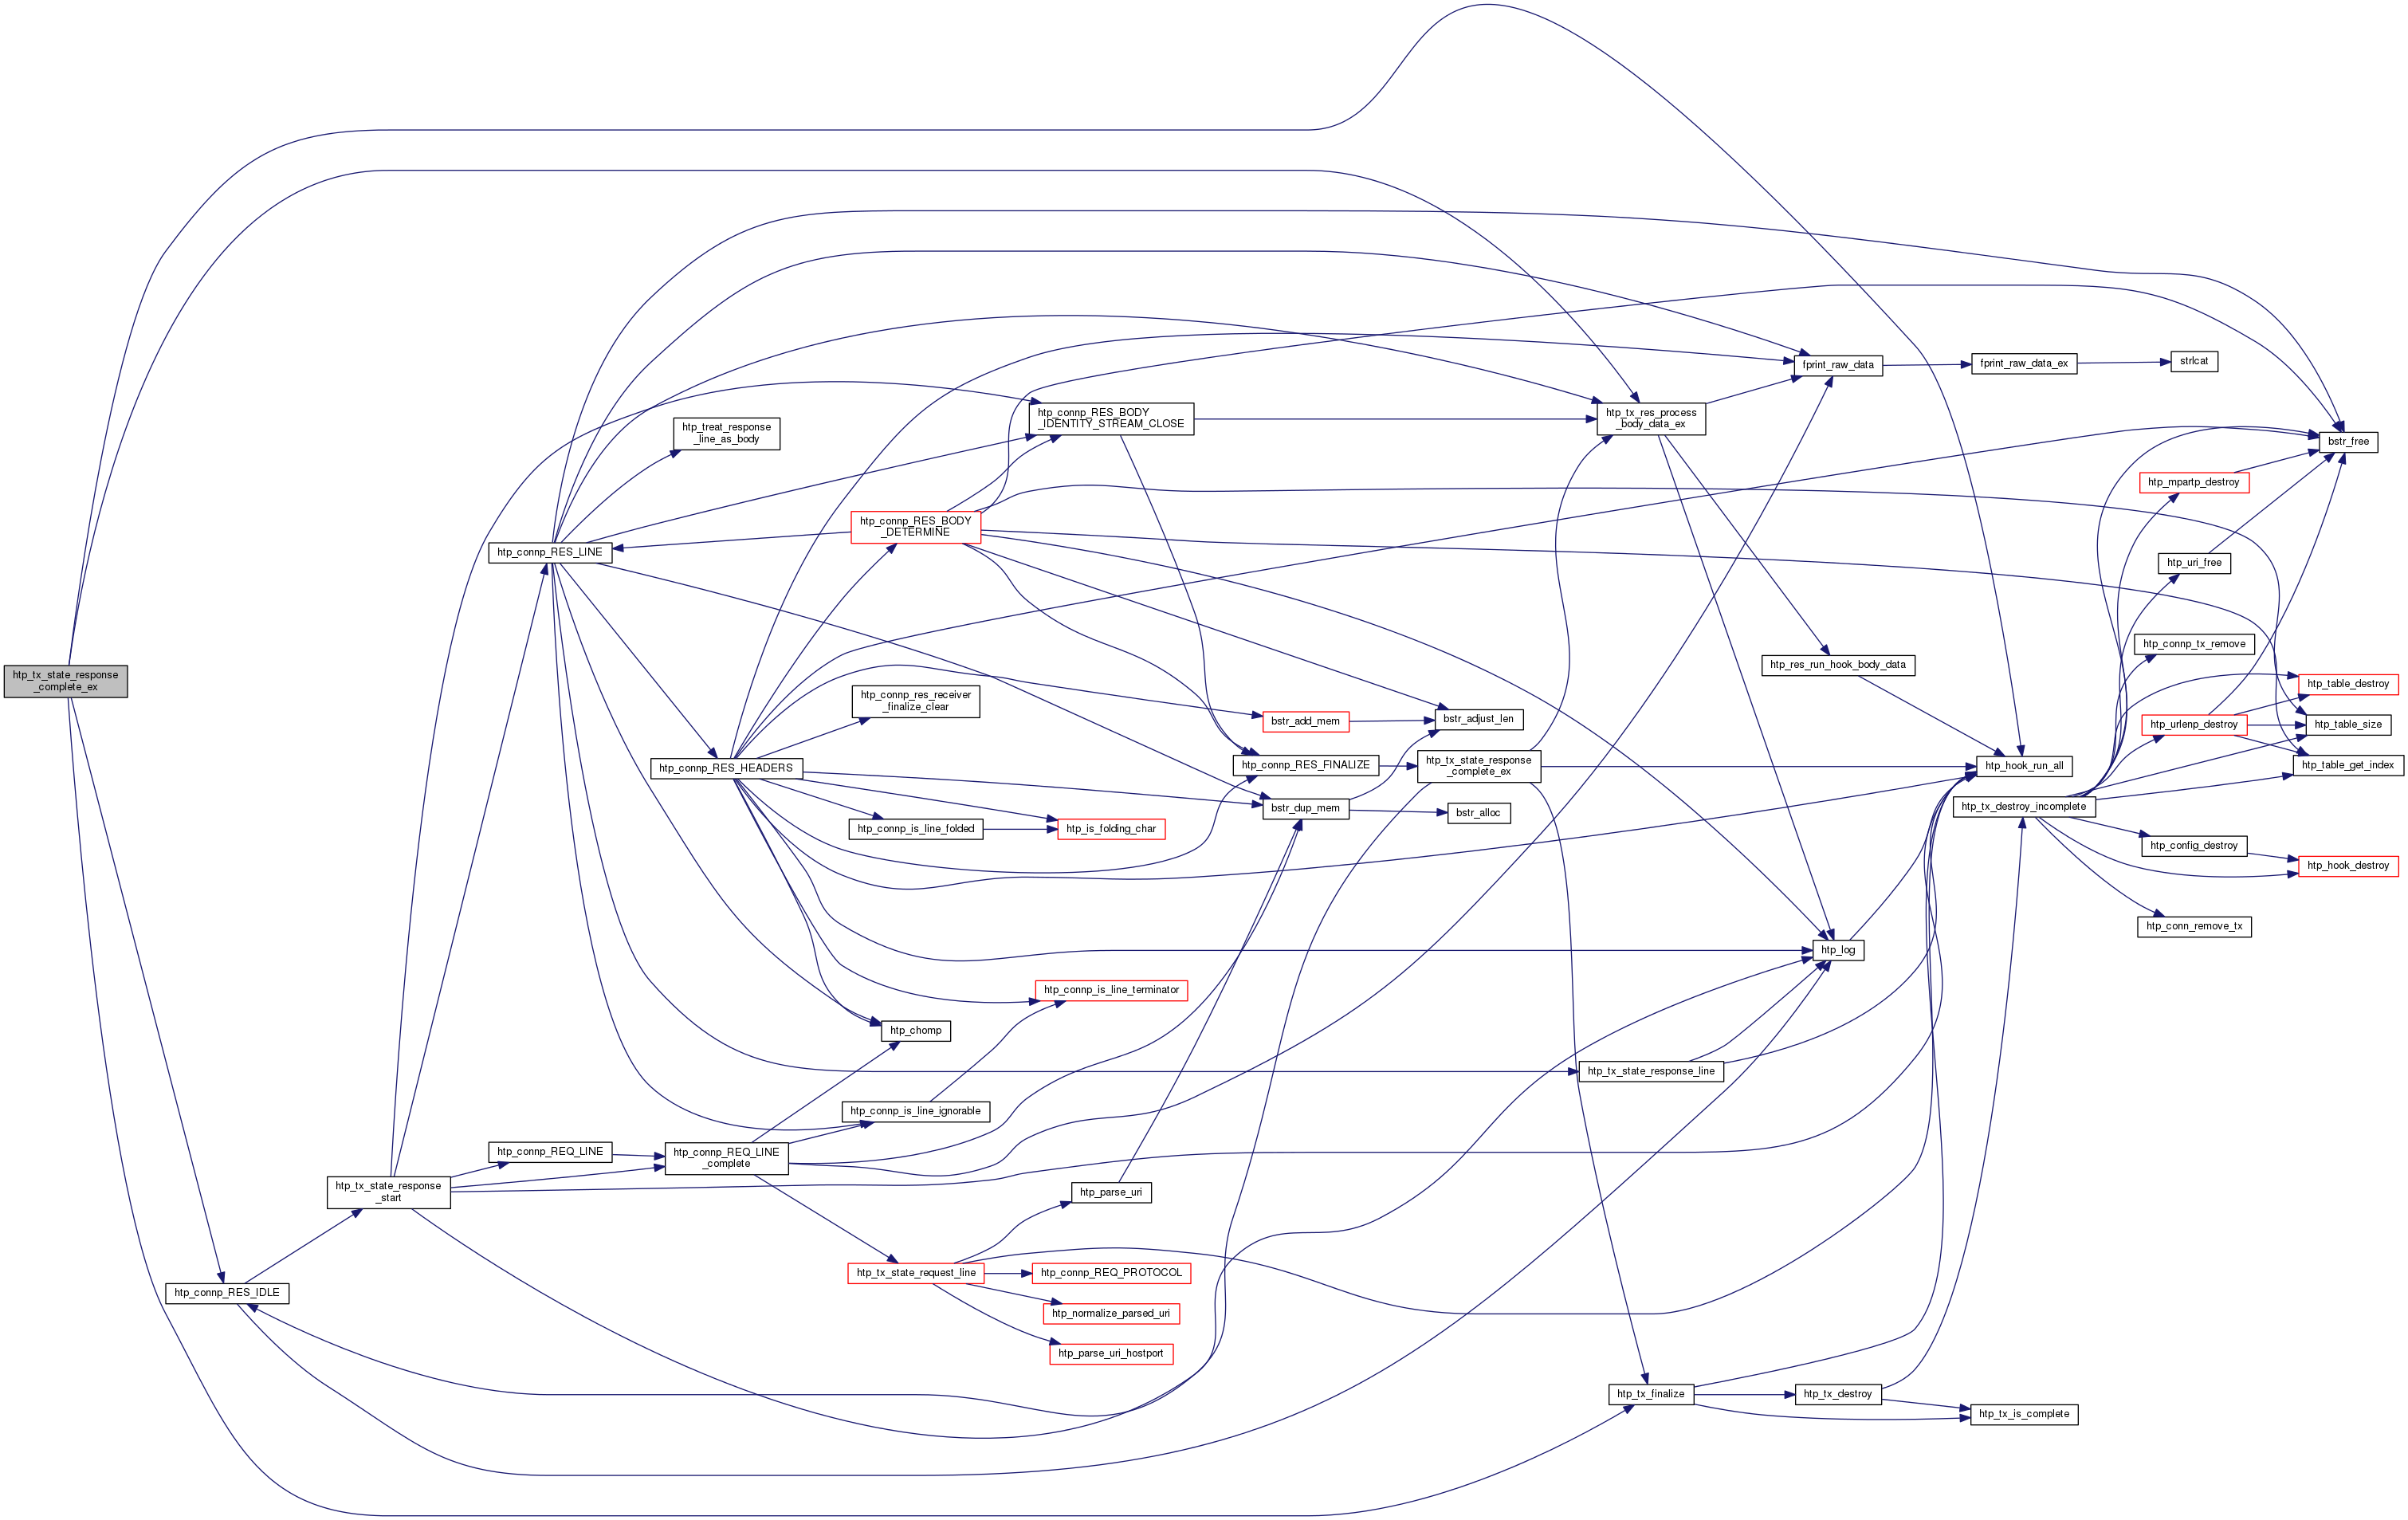 htp_tx_state_response
_complete_ex
htp_connp_RES_IDLE
htp_tx_state_response
_start
htp_connp_RES_LINE
htp_connp_REQ_LINE
htp_treat_response
_line_as_body
htp_connp_RES_HEADERS
htp_connp_REQ_LINE
_complete
htp_connp_RES_BODY
_DETERMINE
htp_connp_res_receiver
_finalize_clear
htp_connp_is_line_folded
htp_chomp
htp_connp_is_line_ignorable
htp_tx_state_request_line
htp_connp_RES_BODY
_IDENTITY_STREAM_CLOSE
htp_is_folding_char
htp_connp_is_line_terminator
htp_parse_uri
htp_connp_REQ_PROTOCOL
htp_normalize_parsed_uri
htp_parse_uri_hostport
bstr_add_mem
htp_connp_RES_FINALIZE
bstr_dup_mem
bstr_adjust_len
htp_tx_state_response
_complete_ex
bstr_alloc
htp_tx_res_process
_body_data_ex
htp_tx_state_response_line
htp_tx_finalize
fprint_raw_data
htp_res_run_hook_body_data
htp_log
htp_tx_destroy
fprint_raw_data_ex
htp_hook_run_all
htp_tx_destroy_incomplete
htp_tx_is_complete
strlcat
htp_mpartp_destroy
htp_uri_free
htp_connp_tx_remove
htp_urlenp_destroy
htp_config_destroy
htp_conn_remove_tx
bstr_free
htp_table_destroy
htp_table_size
htp_table_get_index
htp_hook_destroy